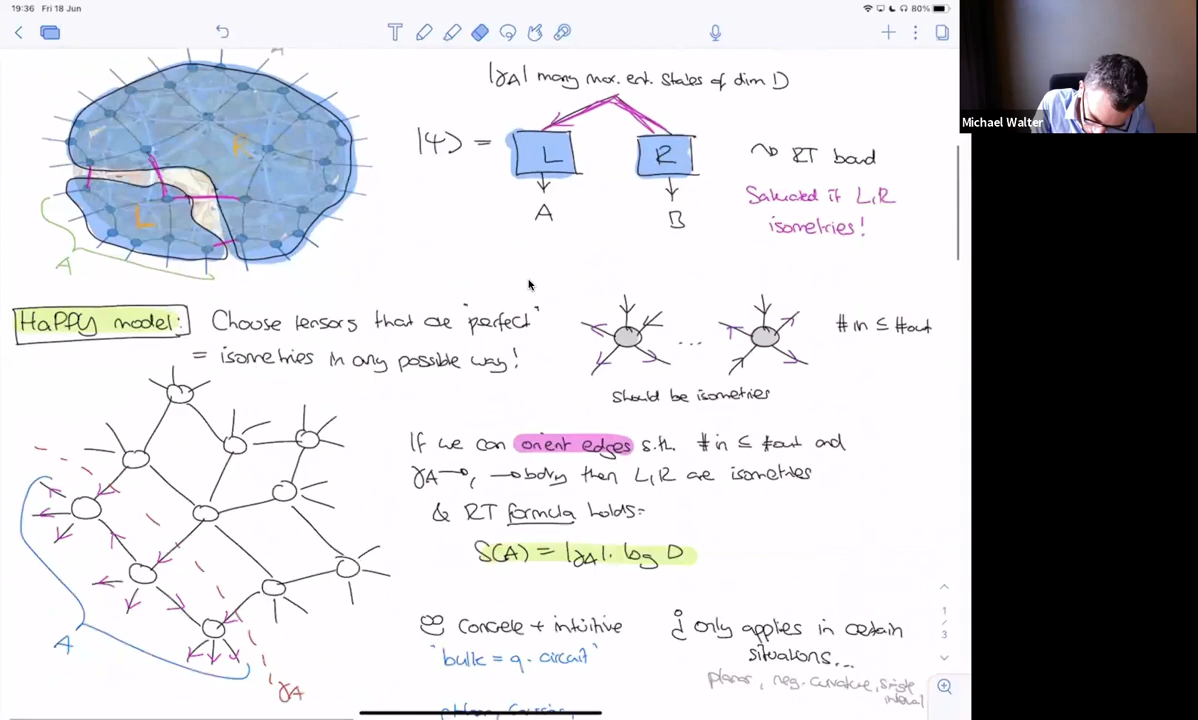 19:36 Fri 18 Jun
80%
|γA| many max. ent. states of dim D
|ψ⟩ =
L
R
A
B
~> RT bound
Saturated if L,R
isometries!
R
L
A
Michael Walter
HaPPY model:
Choose tensors that are "perfect"
= isometries in any possible way!
...
# in ≤ #out
should be isometries
If we can orient edges s.th. #in ≤ #out and
γA→, →bdry then L,R are isometries
& RT formula holds:
S(A) = |γA| · log D
A
γA
concrete + intuitive
"bulk = q. circuit"
only applies in certain
situations...
planar, neg. curvature, single
interval
1
/
3